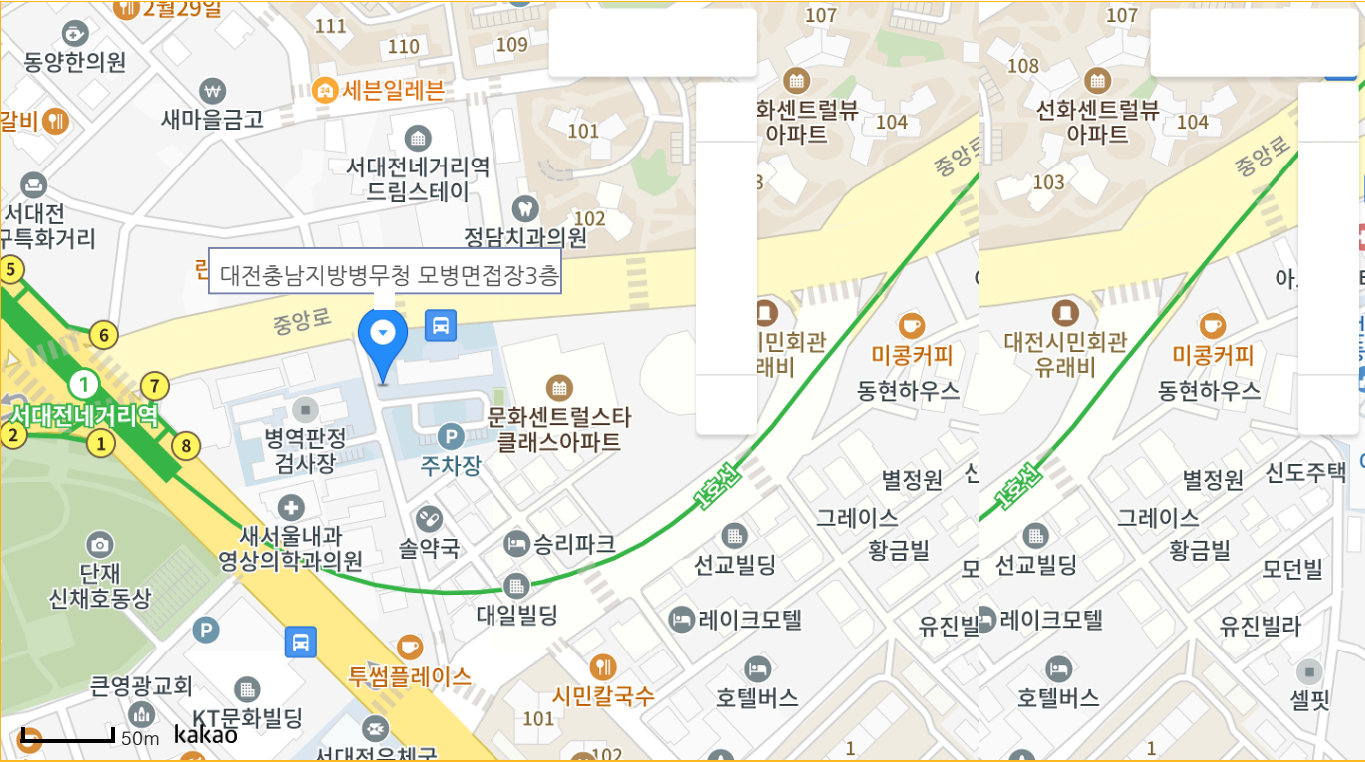 2월29일
111
110
109
107
107
동양한의원
108
세븐일레븐
새마을금고
갈비
화센트럴뷰
아파트
104
선화센트럴뷰
아파트
104
101
서대전네거리역
드림스테이
중앙로
중앙로
103
서대전
구특화거리
102
정담치과의원
5
대전충남지방병무청 모병면접장3층
중앙로
6
미콩커피
대전시민회관
유래비
미콩커피
동현하우스
동현하우스
1
7
서대전네거리역
2
1
8
병역판정
검사장
P
주차장
문화센트럴스타
클래스아파트
1호선
1호선
별정원
별정원
신도주택
새서울내과
영상의학과의원
솔약국
승리파크
그레이스
황금빌
그레이스
황금빌
단재
신채호동상
선교빌딩
선교빌딩
모던빌
대일빌딩
레이크모텔
유진빌
레이크모텔
유진빌라
P
투썸플레이스
시민칼국수
호텔버스
호텔버스
셀핏
큰영광교회
KT문화빌딩
101
50m
kakao
서대전우체국
102
1
1